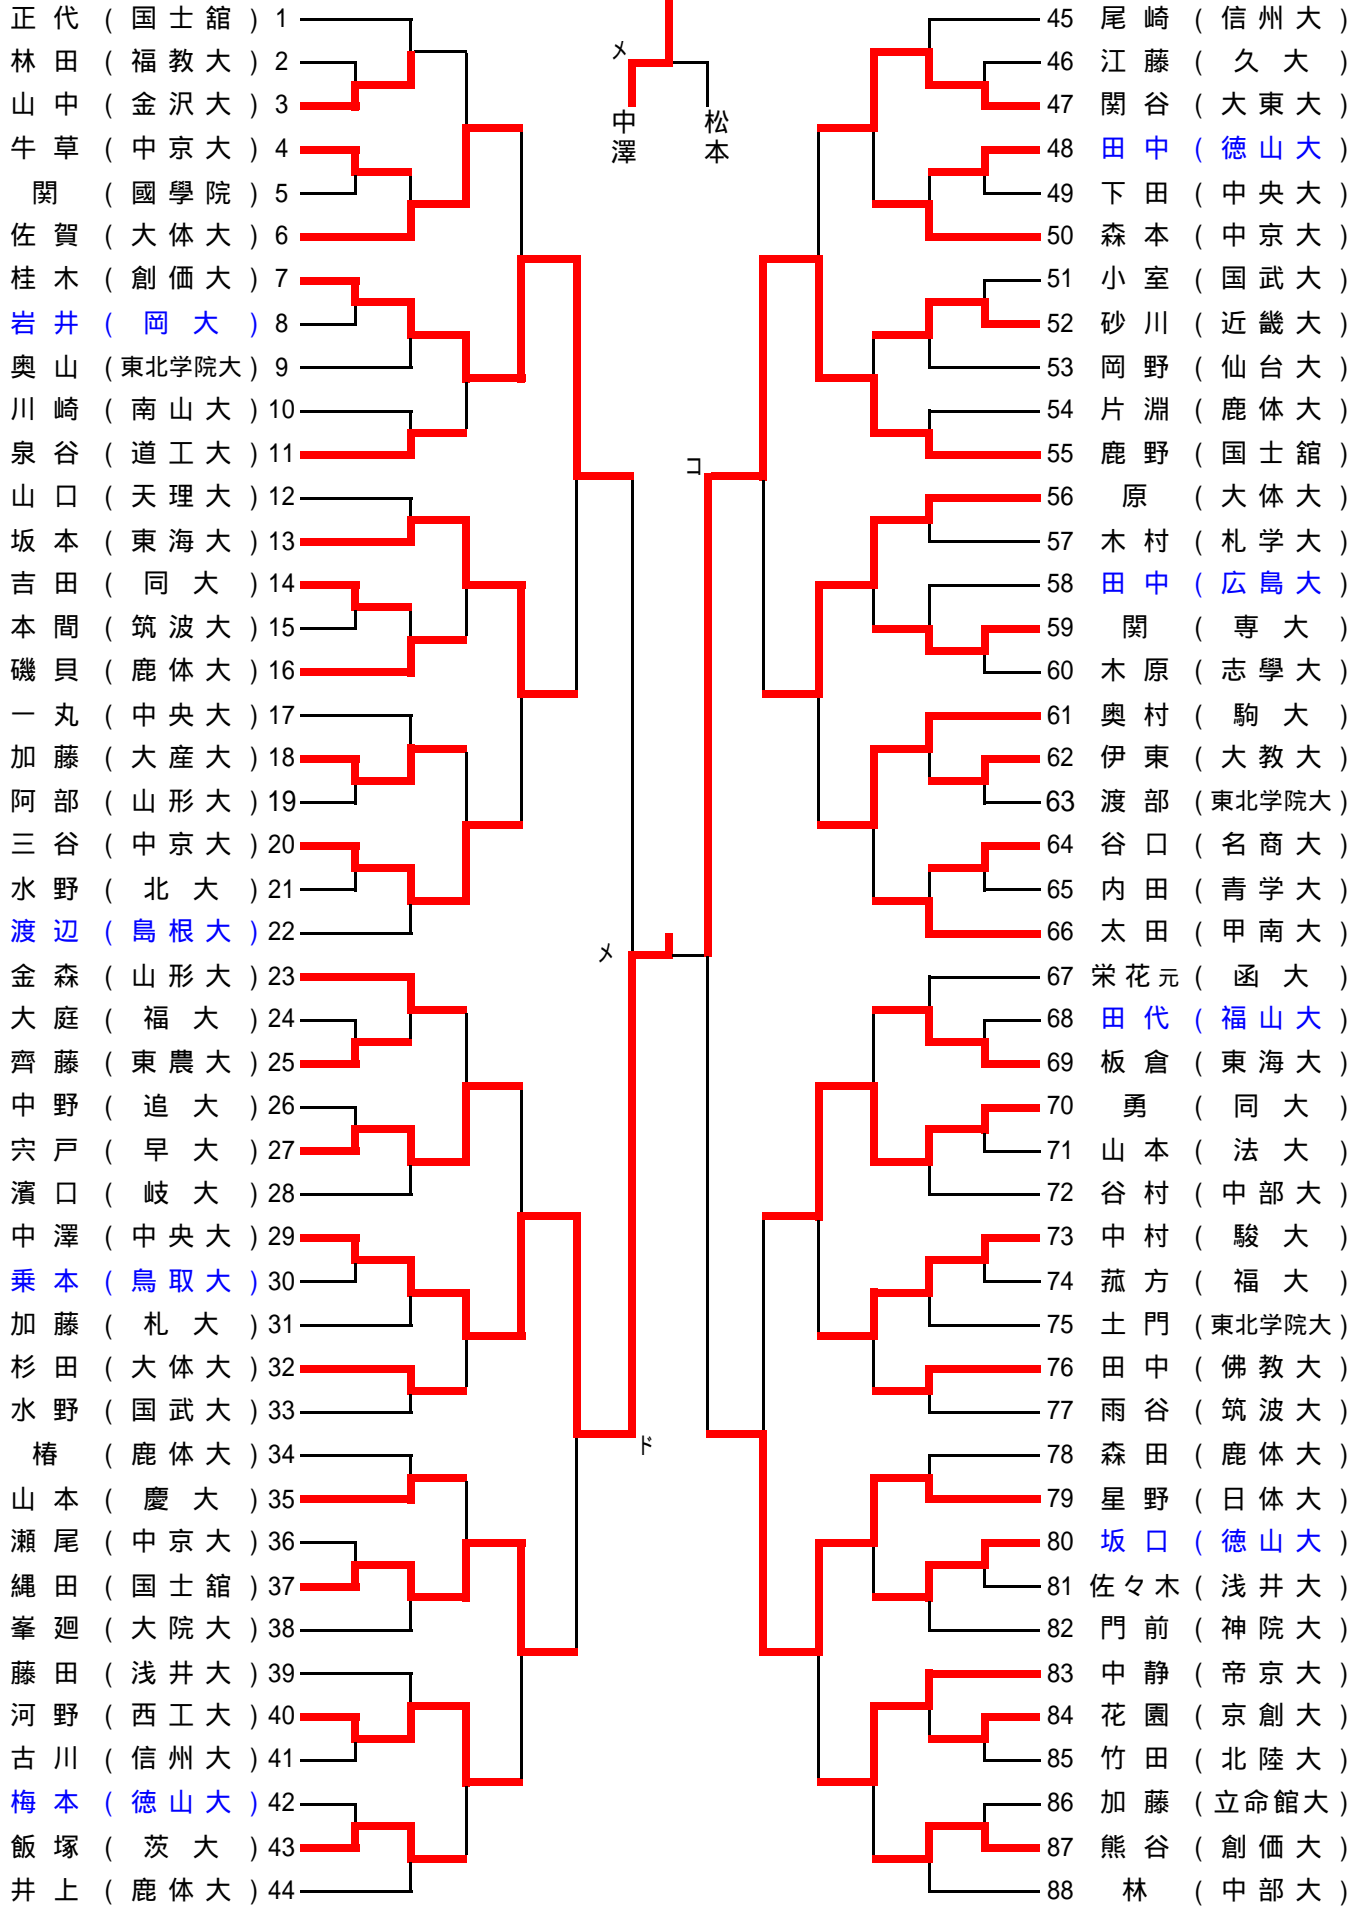 正代(国士舘)1
林田(福教大)2
山中(金沢大)3
牛草(中京大)4
関(國學院)5
佐賀(大体大)6
桂木(創価大)7
岩井(岡大)8
奥山(東北学院大)9
川崎(南山大)10
泉谷(道工大)11
山口(天理大)12
坂本(東海大)13
吉田(同大)14
本間(筑波大)15
磯貝(鹿体大)16
一丸(中央大)17
加藤(大産大)18
阿部(山形大)19
三谷(中京大)20
水野(北大)21
渡辺(島根大)22
金森(山形大)23
大庭(福大)24
齊藤(東農大)25
中野(追大)26
宍戸(早大)27
濱口(岐大)28
中澤(中央大)29
乗本(鳥取大)30
加藤(札大)31
杉田(大体大)32
水野(国武大)33
椿(鹿体大)34
山本(慶大)35
瀬尾(中京大)36
縄田(国士舘)37
峯廻(大院大)38
藤田(浅井大)39
河野(西工大)40
古川(信州大)41
梅本(徳山大)42
飯塚(茨大)43
井上(鹿体大)44
メ
中澤
松本
コ
メ
ド
45 尾崎(信州大)
46 江藤(久大)
47 関谷(大東大)
48 田中(徳山大)
49 下田(中央大)
50 森本(中京大)
51 小室(国武大)
52 砂川(近畿大)
53 岡野(仙台大)
54 片淵(鹿体大)
55 鹿野(国士舘)
56 原(大体大)
57 木村(札学大)
58 田中(広島大)
59 関(専大)
60 木原(志學大)
61 奥村(駒大)
62 伊東(大教大)
63 渡部(東北学院大)
64 谷口(名商大)
65 内田(青学大)
66 太田(甲南大)
67 栄花元(函大)
68 田代(福山大)
69 板倉(東海大)
70 勇(同大)
71 山本(法大)
72 谷村(中部大)
73 中村(駿大)
74 菰方(福大)
75 土門(東北学院大)
76 田中(佛教大)
77 雨谷(筑波大)
78 森田(鹿体大)
79 星野(日体大)
80 坂口(徳山大)
81 佐々木(浅井大)
82 門前(神院大)
83 中静(帝京大)
84 花園(京創大)
85 竹田(北陸大)
86 加藤(立命館大)
87 熊谷(創価大)
88 林(中部大)